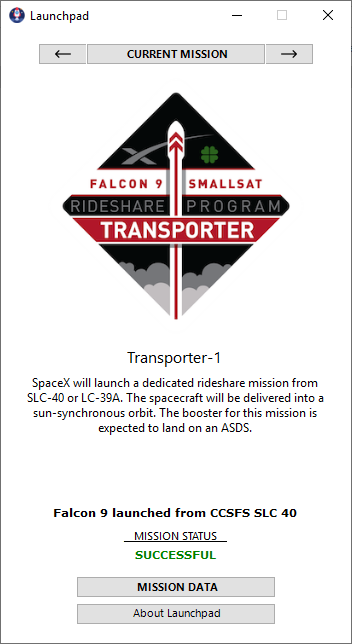 Launchpad
CURRENT MISSION
FALCON 9 SMALLSAT
RIDESHARE PROGRAM
TRANSPORTER
Transporter-1
SpaceX will launch a dedicated rideshare mission from
SLC-40 or LC-39A. The spacecraft will be delivered into a
sun-synchronous orbit. The booster for this mission is
expected to land on an ASDS.
Falcon 9 launched from CCSFS SLC 40
MISSION STATUS
SUCCESSFUL
MISSION DATA
About Launchpad